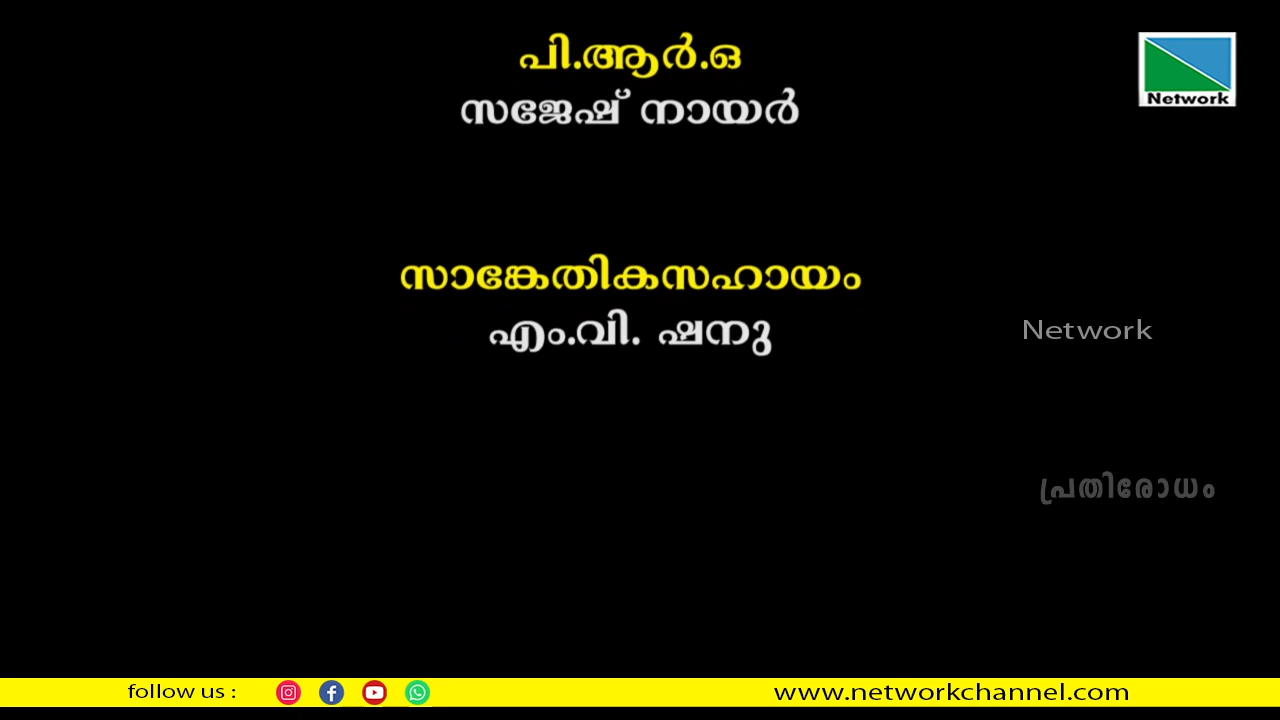 പി.ആർ.ഒ
സജേഷ് നായർ
Network
സാങ്കേതികസഹായം
എം.വി. ഷനു
Network
പ്രതിരോധം
follow us :
www.networkchannel.com